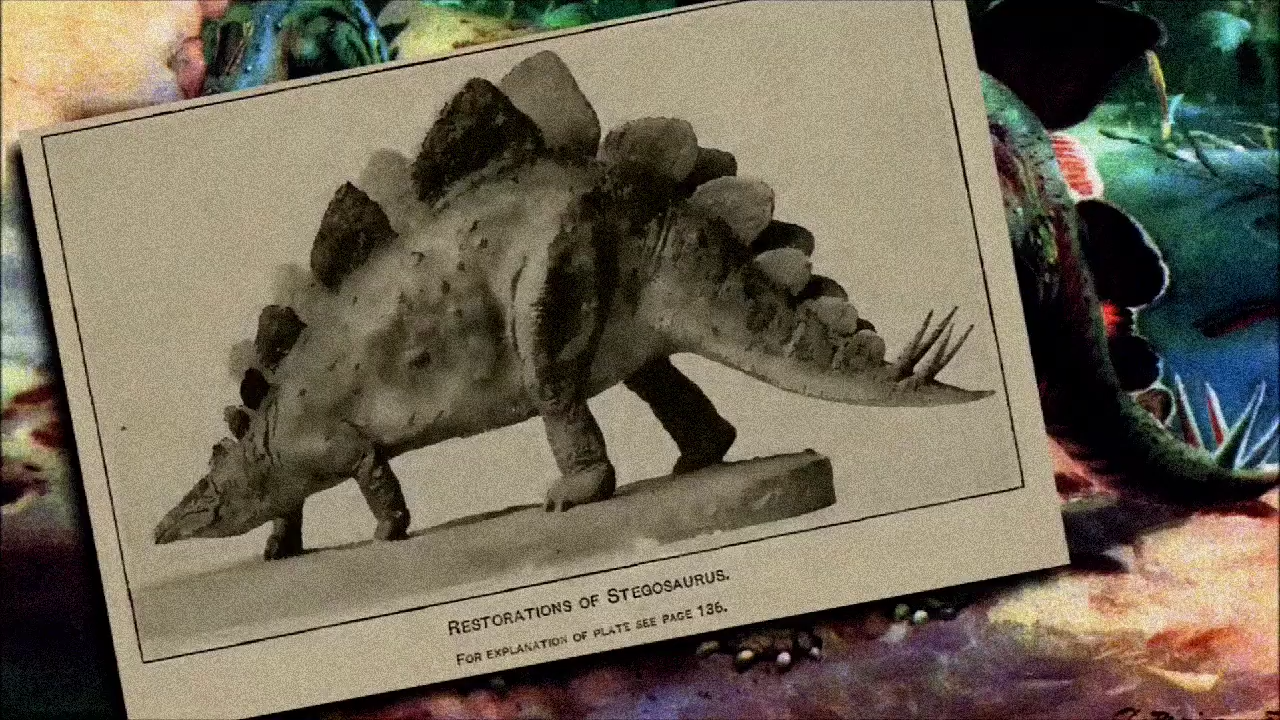 RESTORATIONS OF STEGOSAURUS.
FOR EXPLANATION OF PLATE SEE PAGE 136.